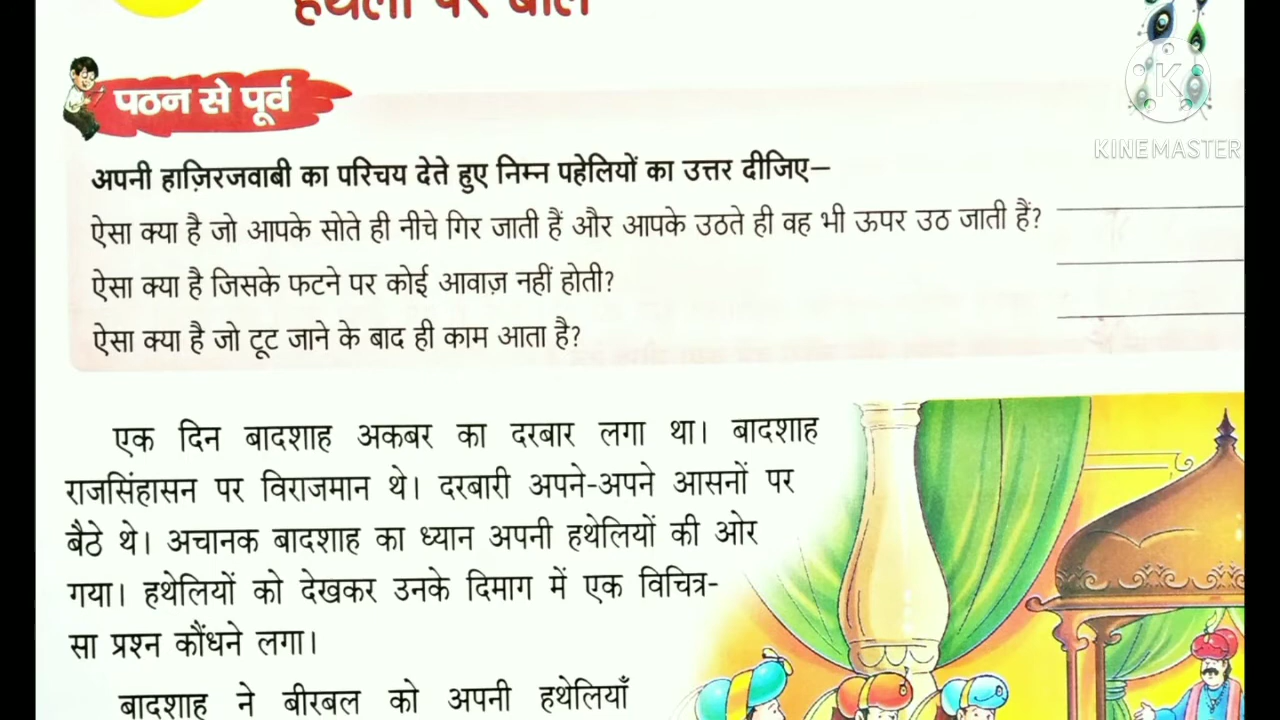 हथेली पर बाल
पठन से पूर्व
K
KINEMASTER
अपनी हाज़िरजवाबी का परिचय देते हुए निम्न पहेलियों का उत्तर दीजिए–
ऐसा क्या है जो आपके सोते ही नीचे गिर जाती हैं और आपके उठते ही वह भी ऊपर उठ जाती हैं?
ऐसा क्या है जिसके फटने पर कोई आवाज़ नहीं होती?
ऐसा क्या है जो टूट जाने के बाद ही काम आता है?
एक दिन बादशाह अकबर का दरबार लगा था। बादशाह
राजसिंहासन पर विराजमान थे। दरबारी अपने-अपने आसनों पर
बैठे थे। अचानक बादशाह का ध्यान अपनी हथेलियों की ओर
गया। हथेलियों को देखकर उनके दिमाग में एक विचित्र-
सा प्रश्न कौंधने लगा।
बादशाह ने बीरबल को अपनी हथेलियाँ